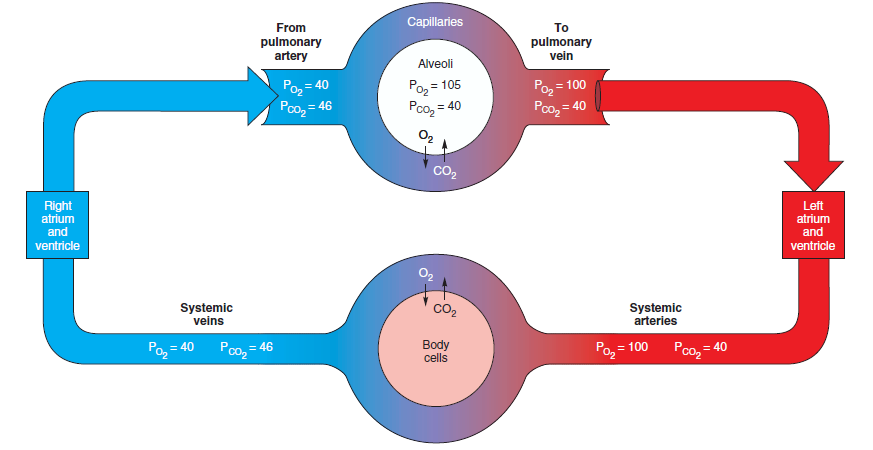 From
pulmonary
artery
Capillaries
To
pulmonary
vein
Alveoli
PO2 = 40
PCO2 = 46
PO2 = 105
PCO2 = 40
PO2 = 100
PCO2 = 40
O2
CO2
Right
atrium
and
ventricle
Left
atrium
and
ventricle
O2
CO2
Systemic
veins
Systemic
arteries
PO2 = 40 PCO2 = 46
Body
cells
PO2 = 100 PCO2 = 40